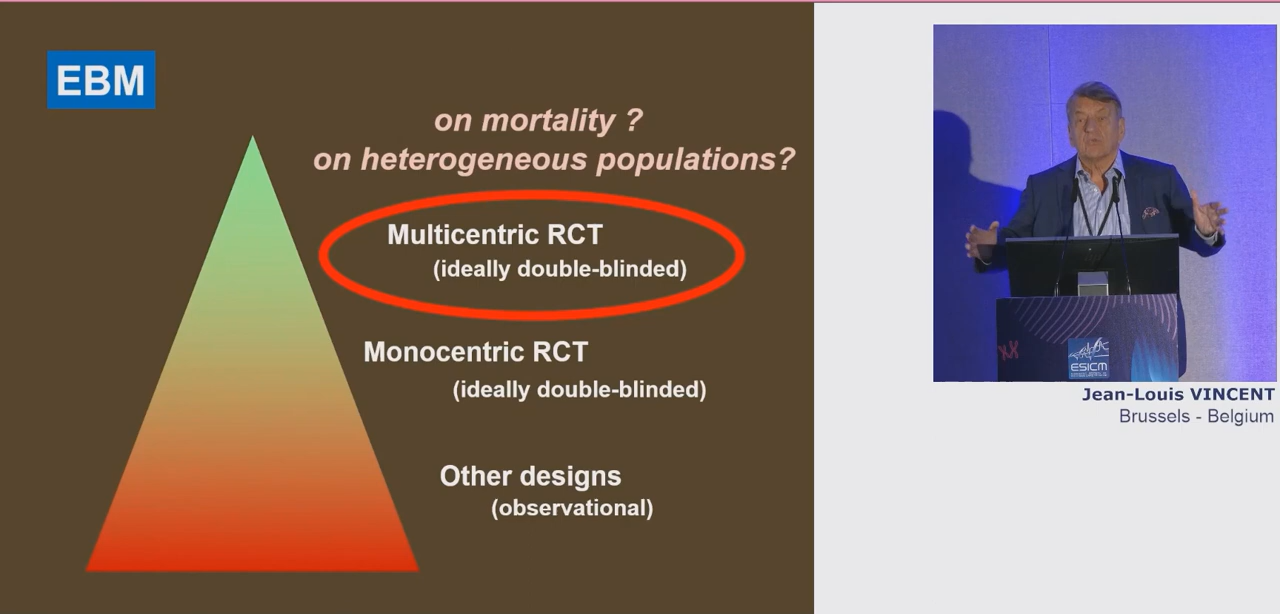 EBM
on mortality ?
on heterogeneous populations?
Multicentric RCT
(ideally double-blinded)
Monocentric RCT
(ideally double-blinded)
Other designs
(observational)
ESICM
Jean-Louis VINCENT
Brussels - Belgium